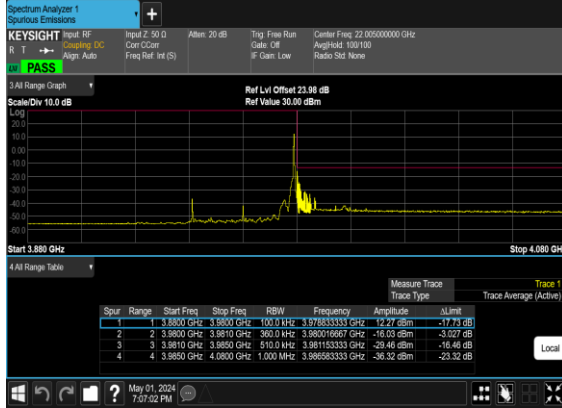 Spectrum Analyzer 1
Spurious Emissions
+
KEYSIGHT Input: RF Input Z: 50 Ω Atten: 20 dB Trig: Free Run Center Freq: 22.005000000 GHz
R T Coupling: DC Corr CCorr Gate: Off Avg|Hold: 100/100
Align: Auto Freq Ref: Int (S) IF Gain: Low Radio Std: None
PASS
3 All Range Graph
Ref Lvl Offset 23.98 dB
Scale/Div 10.0 dB Ref Value 30.00 dBm
Log
20.0
10.0
0.00
-10.0
-20.0
-30.0
-40.0
-50.0
-60.0
Start 3.880 GHz Stop 4.080 GH
4 All Range Table
Measure Trace Trace 1
Trace Type Trace Average (Active)
Spur Range Start Freq Stop Freq RBW Frequency Amplitude ΔLimit
1 1 3.8800 GHz 3.9800 GHz 100.0 kHz 3.978833333 GHz 12.27 dBm -17.73 dB
2 2 3.9800 GHz 3.9810 GHz 360.0 kHz 3.980016667 GHz -16.03 dBm -3.027 dB
3 3 3.9810 GHz 3.9850 GHz 510.0 kHz 3.981153333 GHz -29.46 dBm -16.46 dB
4 4 3.9850 GHz 4.0800 GHz 1.000 MHz 3.986583333 GHz -36.32 dBm -23.32 dB
Local
? May 01, 2024
7:07:02 PM